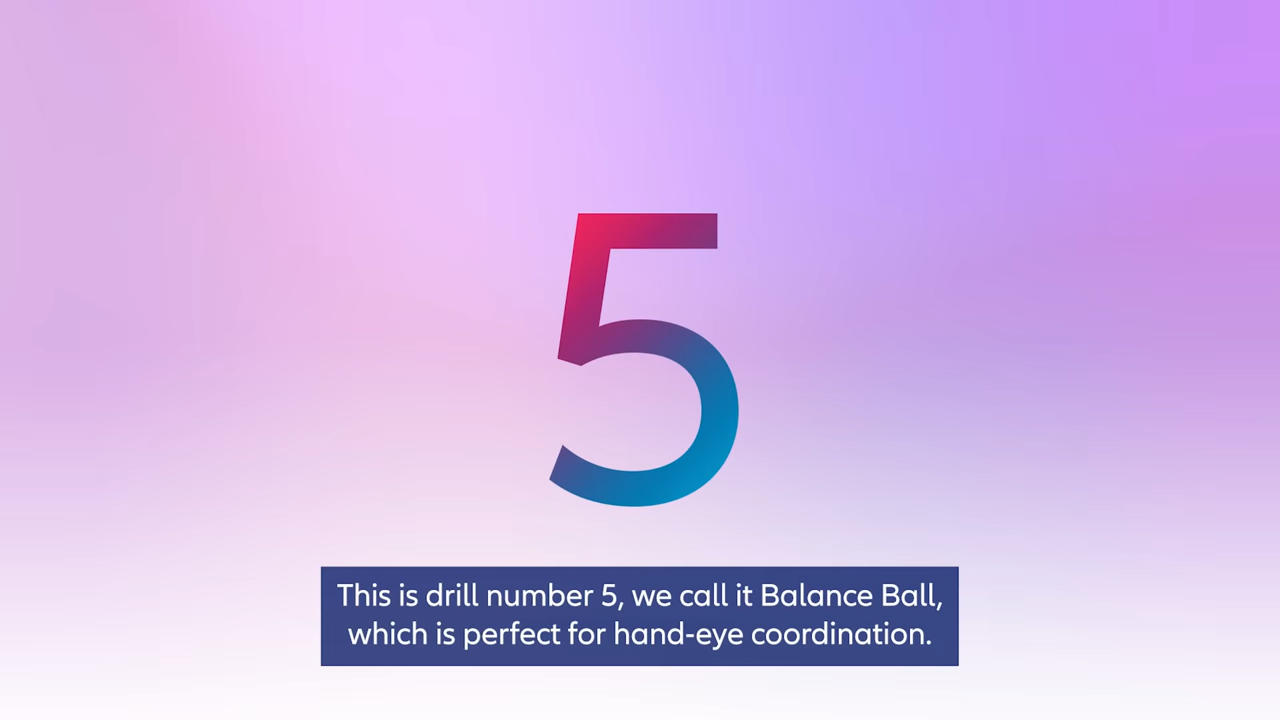 5
This is drill number 5, we call it Balance Ball,
which is perfect for hand-eye coordination.